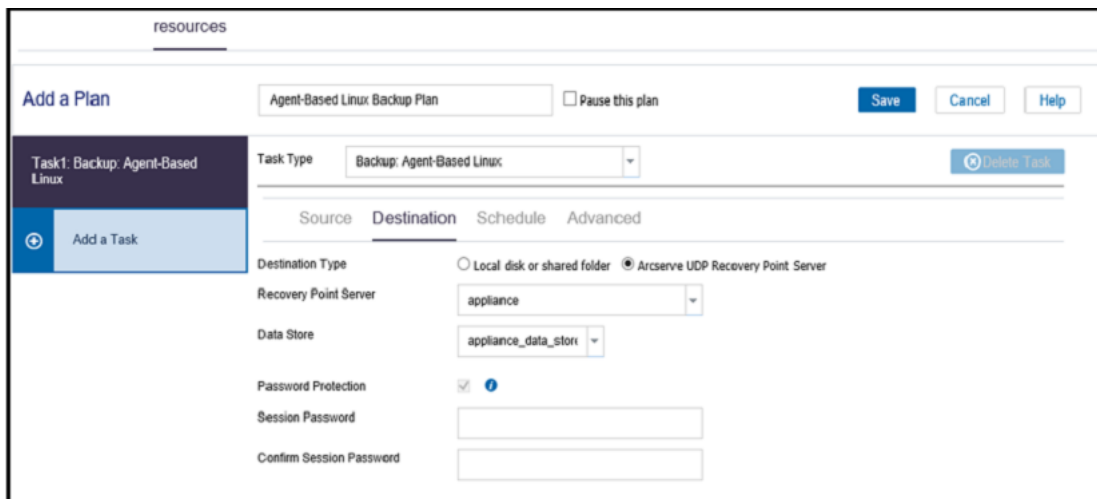 resources
Add a Plan
Agent-Based Linux Backup Plan
Pause this plan
Save
Cancel
Help
Task1: Backup: Agent-Based
Linux
Add a Task
Task Type
Backup: Agent-Based Linux
Delete Task
Source Destination Schedule Advanced
Destination Type
Local disk or shared folder
Arcserve UDP Recovery Point Server
Recovery Point Server
appliance
Data Store
appliance_data_store
Password Protection
Session Password
Confirm Session Password